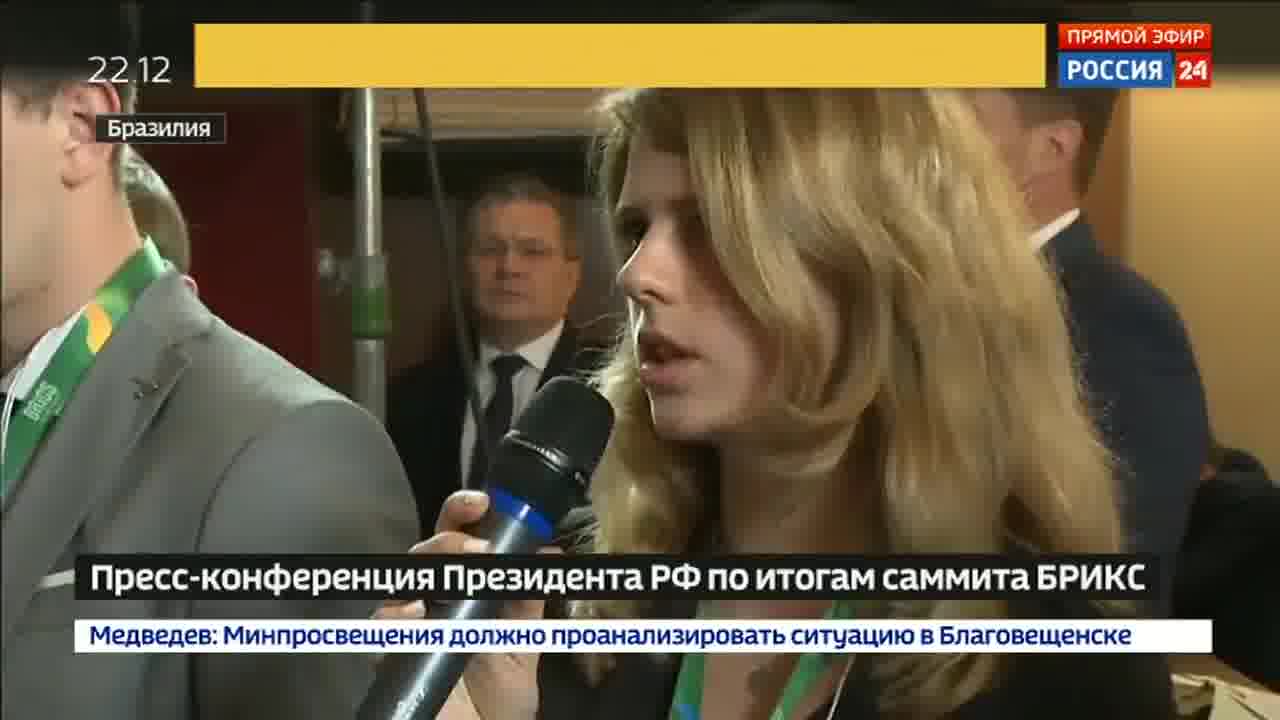 22.12
ПРЯМОЙ ЭФИР
РОССИЯ 24
Бразилия
BRICS
Пресс-конференция Президента РФ по итогам саммита БРИКС
Медведев: Минпросвещения должно проанализировать ситуацию в Благовещенске